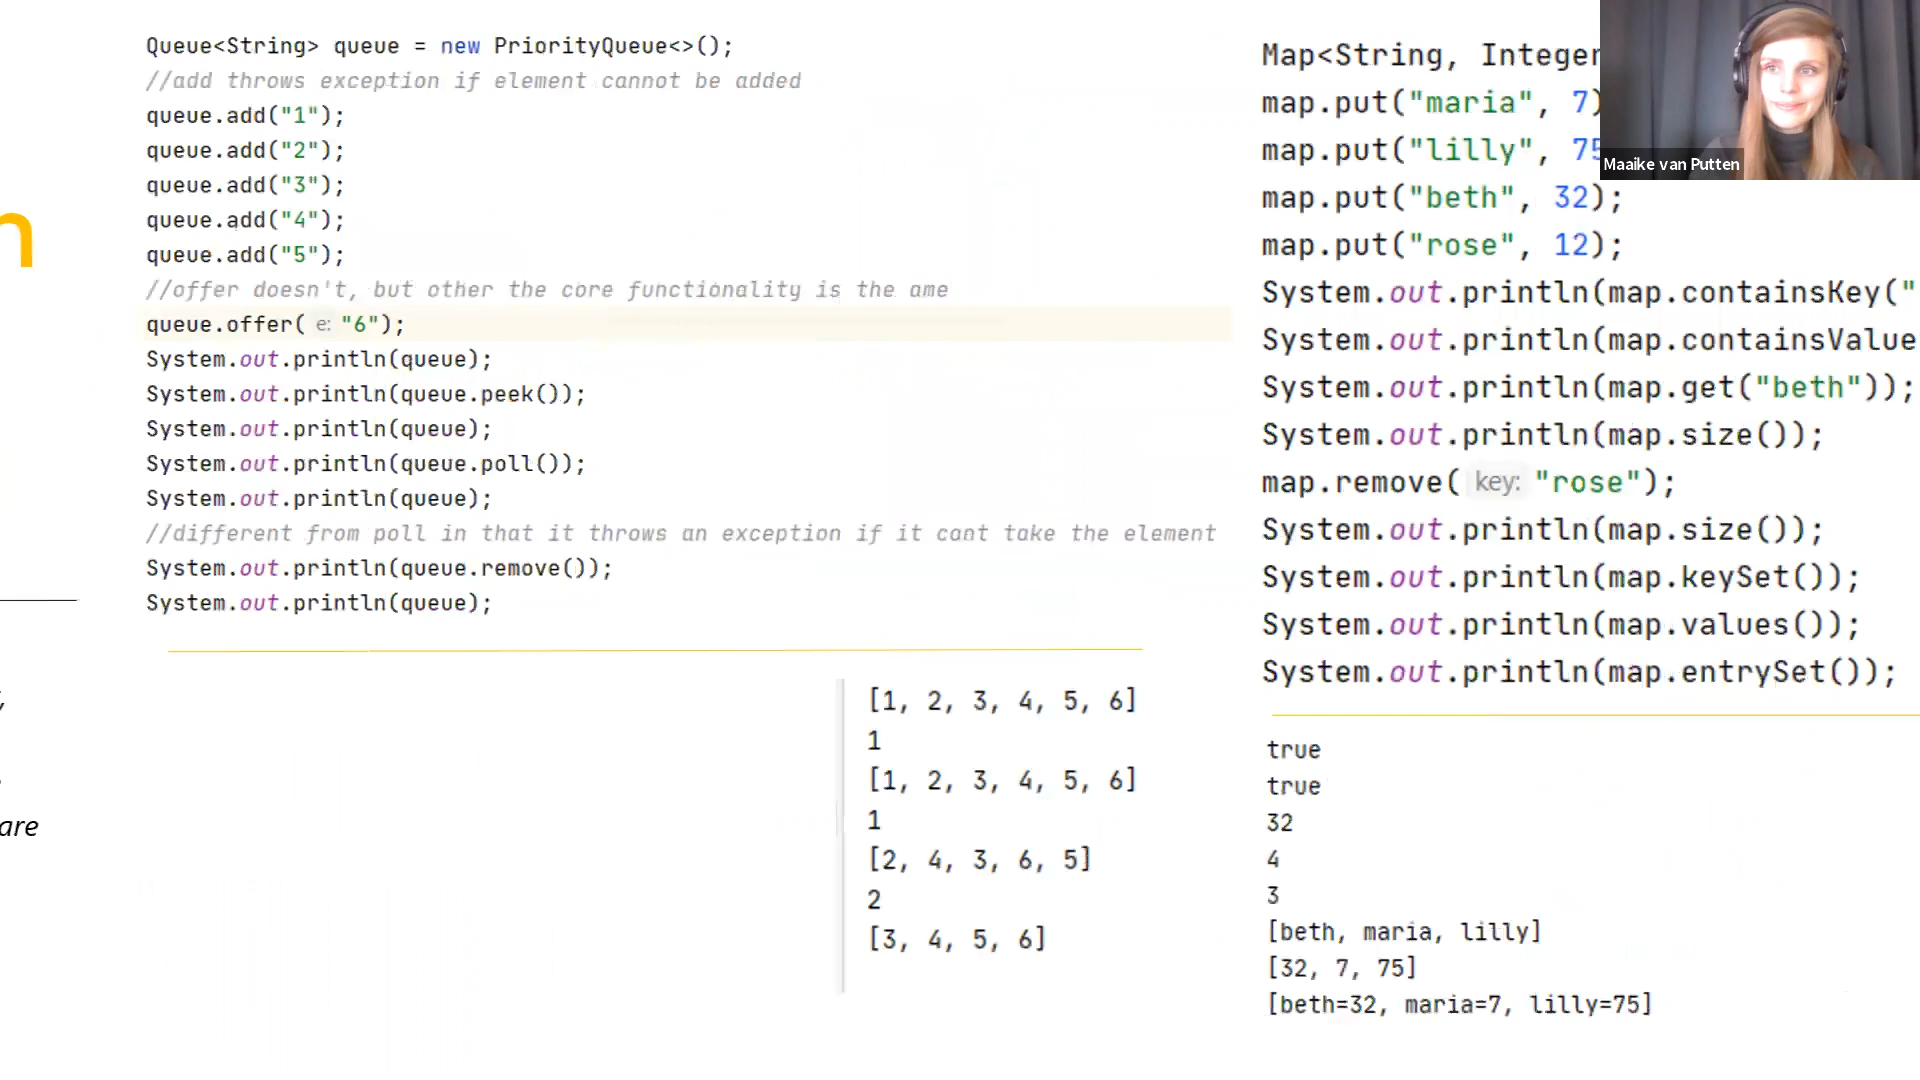 n
,
are
Queue<String> queue = new PriorityQueue<>();
//add throws exception if element cannot be added
queue.add("1");
queue.add("2");
queue.add("3");
queue.add("4");
queue.add("5");
//offer doesn't, but other the core functionality is the ame
queue.offer( e: "6");
System.out.println(queue);
System.out.println(queue.peek());
System.out.println(queue);
System.out.println(queue.poll());
System.out.println(queue);
//different from poll in that it throws an exception if it cant take the element
System.out.println(queue.remove());
System.out.println(queue);
[1, 2, 3, 4, 5, 6]
1
[1, 2, 3, 4, 5, 6]
1
[2, 4, 3, 6, 5]
2
[3, 4, 5, 6]
Map<String, Integer
map.put("maria", 7)
map.put("lilly", 75
map.put("beth", 32);
map.put("rose", 12);
System.out.println(map.containsKey("
System.out.println(map.containsValue
System.out.println(map.get("beth"));
System.out.println(map.size());
map.remove( key: "rose");
System.out.println(map.size());
System.out.println(map.keySet());
System.out.println(map.values());
System.out.println(map.entrySet());
true
true
32
4
3
[beth, maria, lilly]
[32, 7, 75]
[beth=32, maria=7, lilly=75]
Maaike van Putten